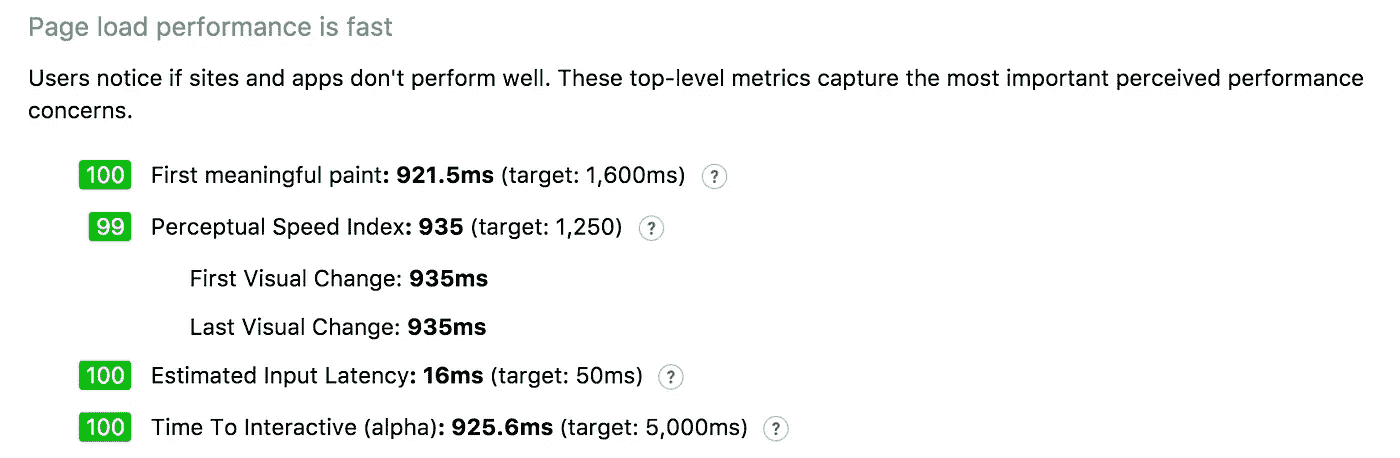 Page load performance is fast
Users notice if sites and apps don't perform well. These top-level metrics capture the most important perceived performance
concerns.
100 First meaningful paint: 921.5ms (target: 1,600ms) ?
99 Perceptual Speed Index: 935 (target: 1,250) ?
First Visual Change: 935ms
Last Visual Change: 935ms
100 Estimated Input Latency: 16ms (target: 50ms) ?
100 Time To Interactive (alpha): 925.6ms (target: 5,000ms) ?